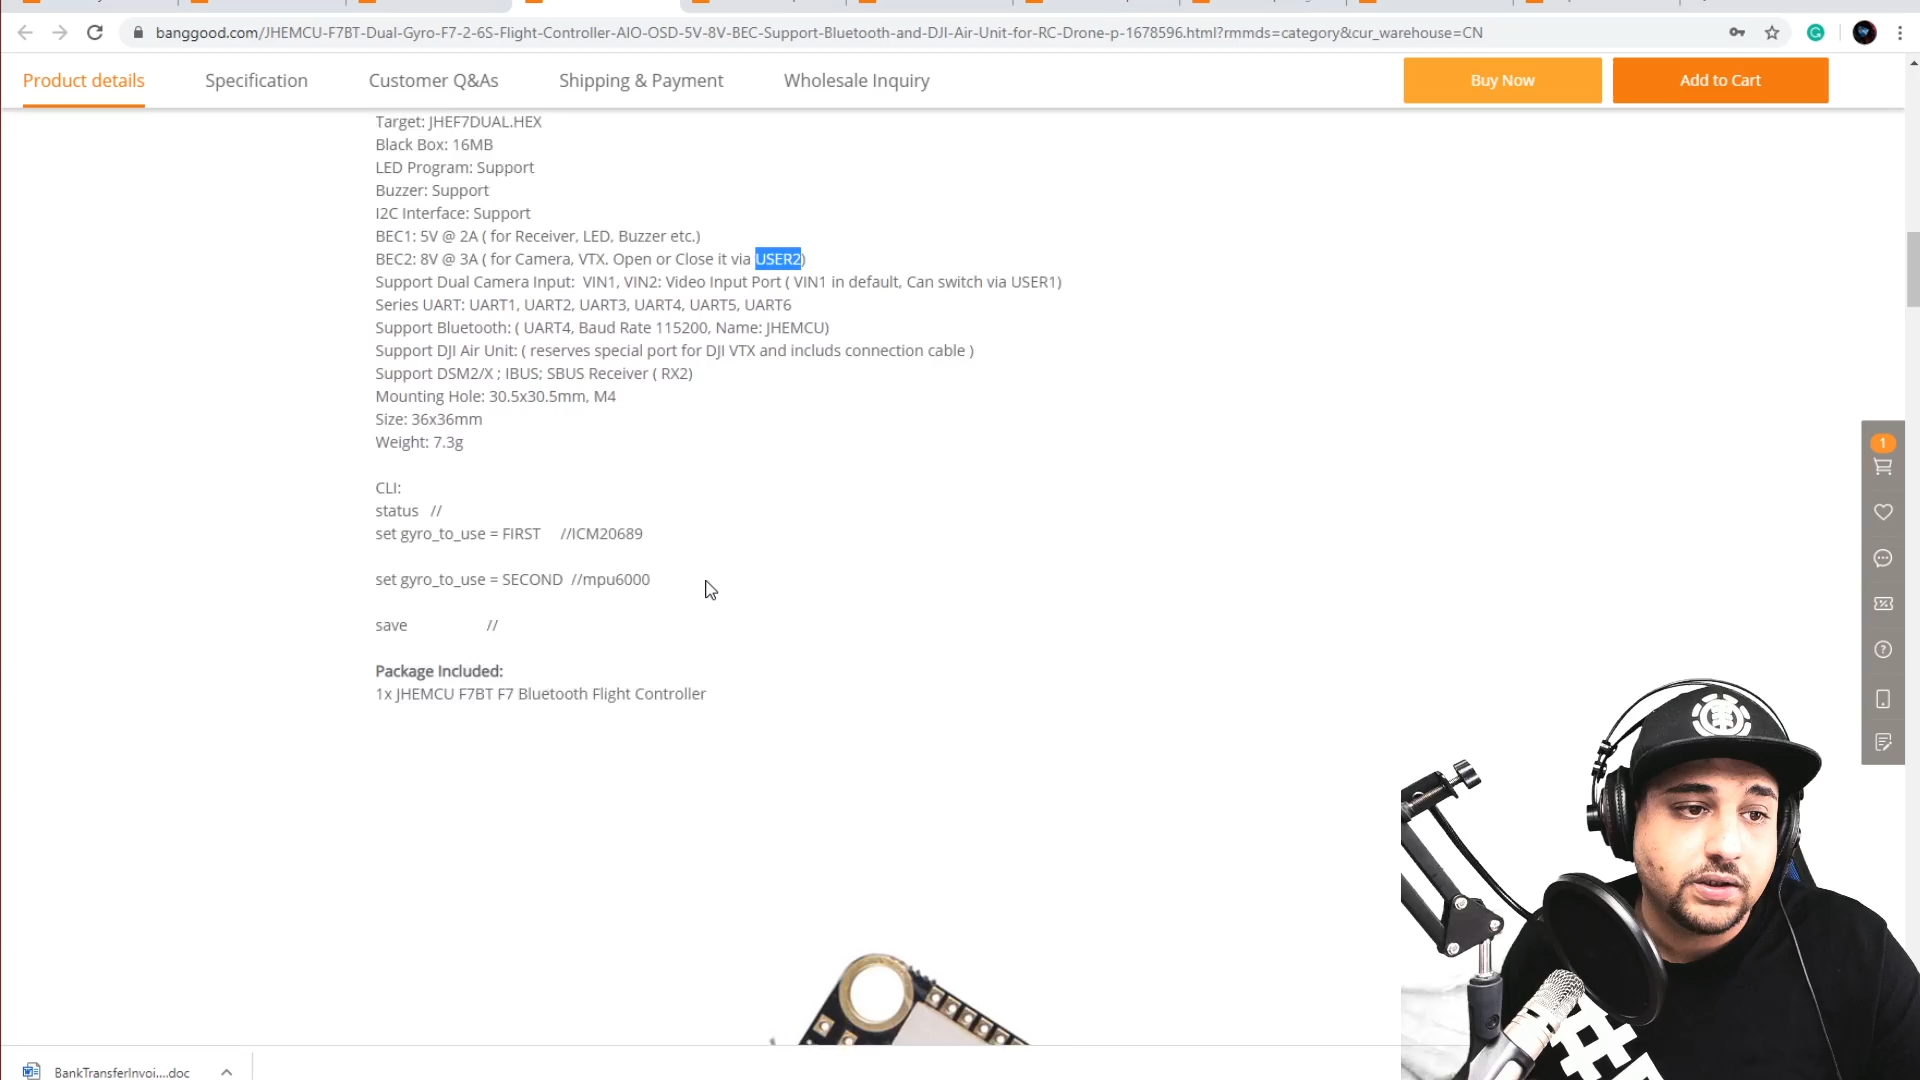 banggood.com/JHEMCU-F7BT-Dual-Gyro-F7-2-6S-Flight-Controller-AIO-OSD-5V-8V-BEC-Support-Bluetooth-and-DJI-Air-Unit-for-RC-Drone-p-1678596.html?rmmds=category&cur_warehouse=CN
Product details Specification Customer Q&As Shipping & Payment Wholesale Inquiry Buy Now Add to Cart
Target: JHEF7DUAL.HEX
Black Box: 16MB
LED Program: Support
Buzzer: Support
I2C Interface: Support
BEC1: 5V @ 2A ( for Receiver, LED, Buzzer etc.)
BEC2: 8V @ 3A ( for Camera, VTX. Open or Close it via USER2)
Support Dual Camera Input: VIN1, VIN2: Video Input Port ( VIN1 in default, Can switch via USER1)
Series UART: UART1, UART2, UART3, UART4, UART5, UART6
Support Bluetooth: ( UART4, Baud Rate 115200, Name: JHEMCU)
Support DJI Air Unit: ( reserves special port for DJI VTX and includs connection cable )
Support DSM2/X ; IBUS; SBUS Receiver ( RX2)
Mounting Hole: 30.5x30.5mm, M4
Size: 36x36mm
Weight: 7.3g
CLI:
status //
set gyro_to_use = FIRST //ICM20689
set gyro_to_use = SECOND //mpu6000
save //
Package Included:
1x JHEMCU F7BT F7 Bluetooth Flight Controller
1
BankTransferInvoi....doc